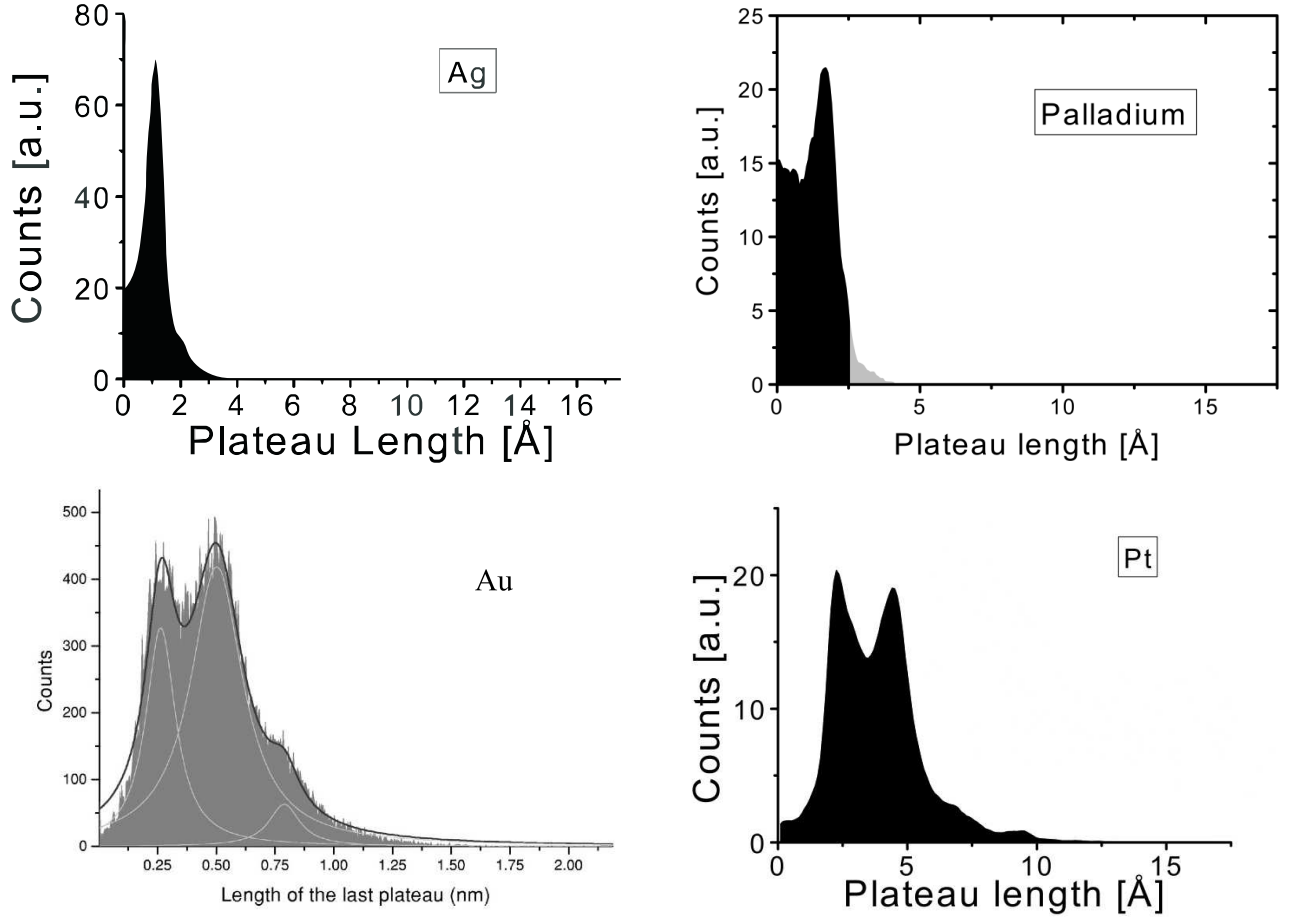 80
60
40
20
0
0 2 4 6 8 10 12 14 16
Counts [a.u.]
Plateau Length [Å]
Ag
25
20
15
10
5
0
0 5 10 15
Counts [a.u.]
Plateau length [Å]
Palladium
500
400
300
200
100
0
0.25 0.50 0.75 1.00 1.25 1.50 1.75 2.00
Counts
Length of the last plateau (nm)
Au
20
10
0
0 5 10 15
Counts [a.u.]
Plateau length [Å]
Pt